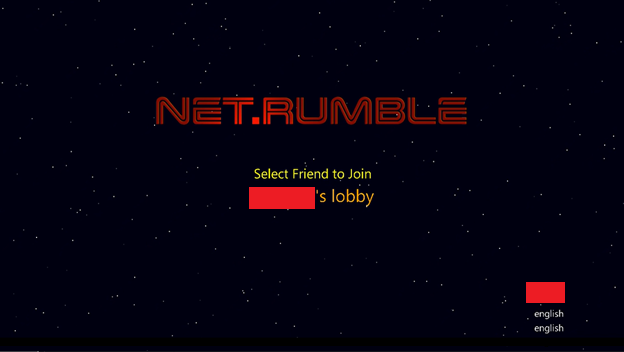 NET.RUMBLE
Select Friend to Join
's lobby
english
english